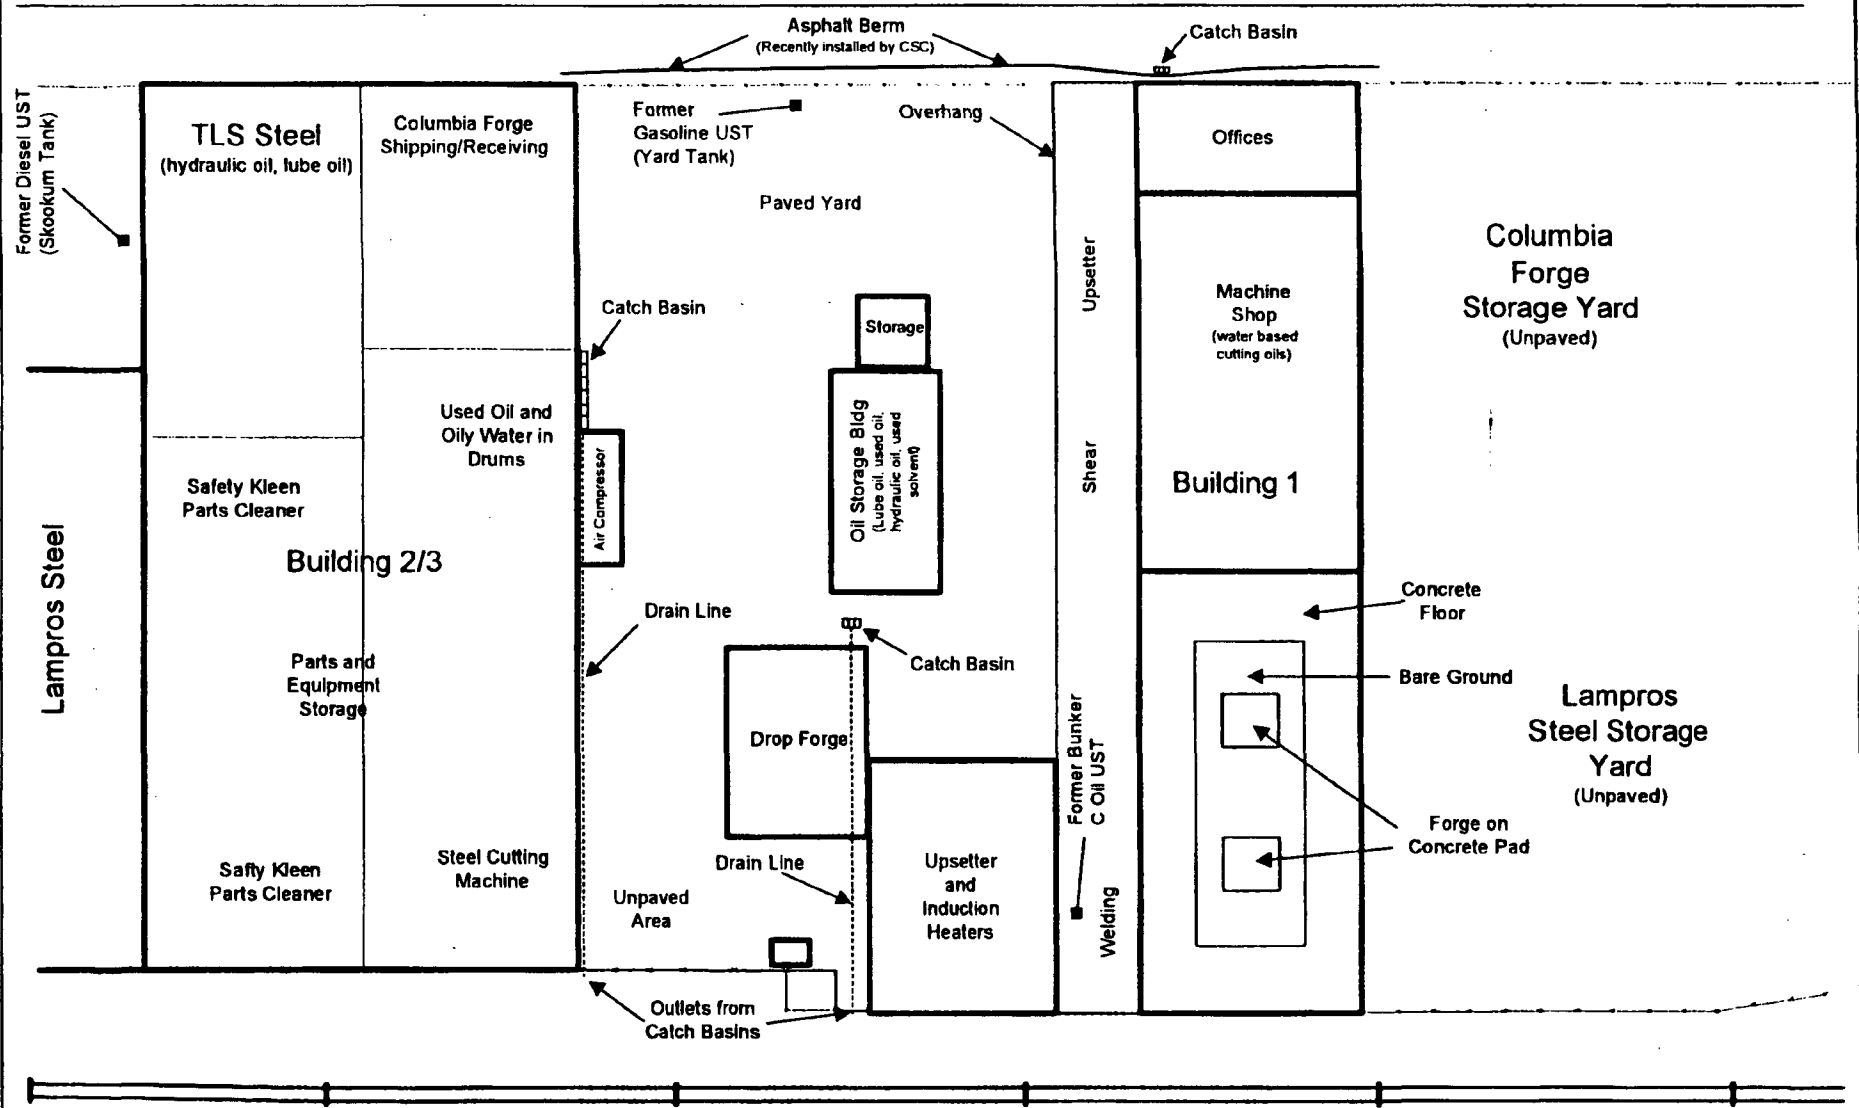 Asphalt Berm
(Recently installed by CSC)
Catch Basin
Former Diesel UST
(Skookum Tank)
TLS Steel
(hydraulic oil, lube oil)
Columbia Forge
Shipping/Receiving
Former
Gasoline UST
(Yard Tank)
Overhang
Offices
Paved Yard
Columbia
Forge
Storage Yard
(Unpaved)
Upsetter
Machine
Shop
(water based
cutting oils)
Catch Basin
Storage
Used Oil and
Oily Water in
Drums
Air Compressor
Oil Storage Bldg
(Lube oil, used oil,
hydraulic oil, used
solvent)
Shear
Building 1
Safety Kleen
Parts Cleaner
Lampros Steel
Building 2/3
Drain Line
Concrete
Floor
Catch Basin
Bare Ground
Parts and
Equipment
Storage
Drop Forge
Former Bunker
C Oil UST
Lampros
Steel Storage
Yard
(Unpaved)
Forge on
Concrete Pad
Safty Kleen
Parts Cleaner
Steel Cutting
Machine
Drain Line
Unpaved
Area
Upsetter
and
Induction
Heaters
Welding
Outlets from
Catch Basins